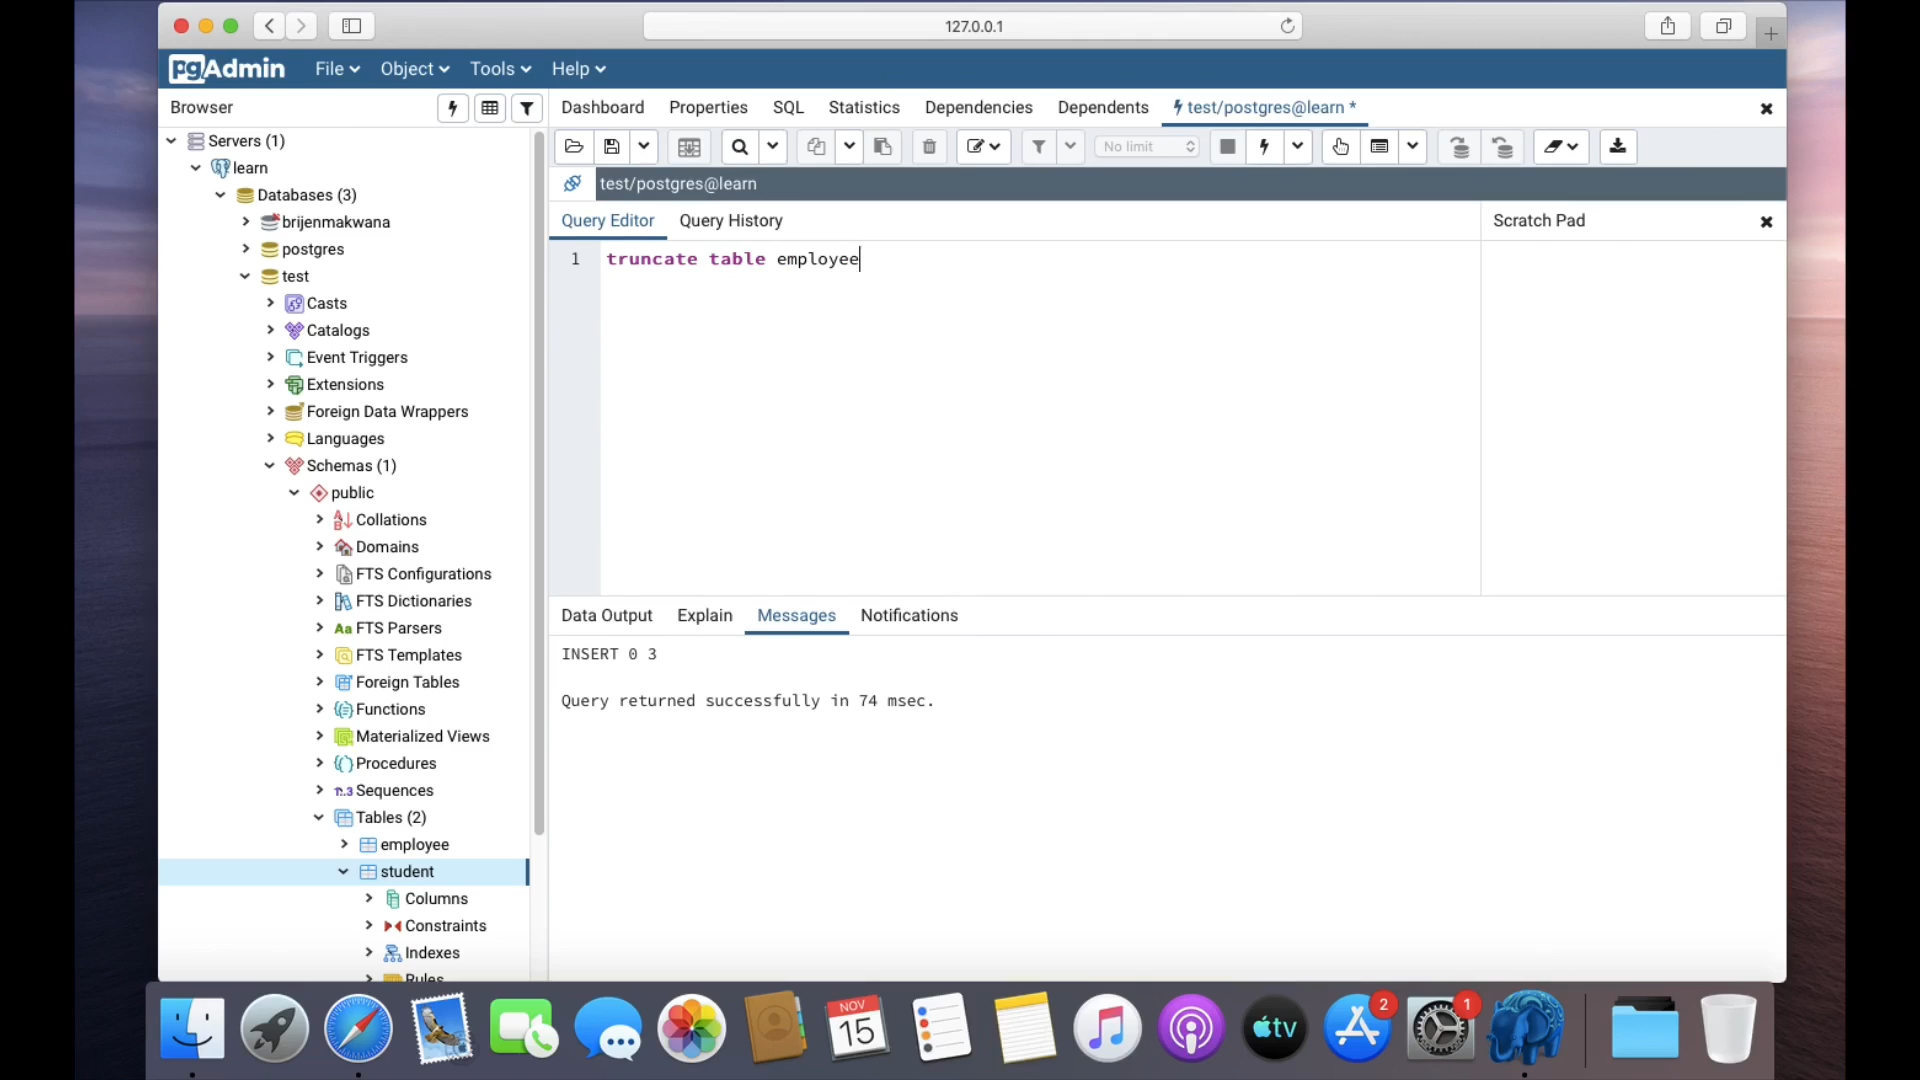 127.0.0.1
pgAdmin File Object Tools Help
Browser
Dashboard Properties SQL Statistics Dependencies Dependents test/postgres@learn *
No limit
test/postgres@learn
Query Editor Query History
Scratch Pad
1 truncate table employee
Servers (1)
learn
Databases (3)
brijenmakwana
postgres
test
Casts
Catalogs
Event Triggers
Extensions
Foreign Data Wrappers
Languages
Schemas (1)
public
Collations
Domains
FTS Configurations
FTS Dictionaries
Aa FTS Parsers
FTS Templates
Foreign Tables
Functions
Materialized Views
Procedures
1..3 Sequences
Tables (2)
employee
student
Columns
Constraints
Indexes
Rules
Data Output Explain Messages Notifications
INSERT 0 3
Query returned successfully in 74 msec.
NOV
15
tv
2
1